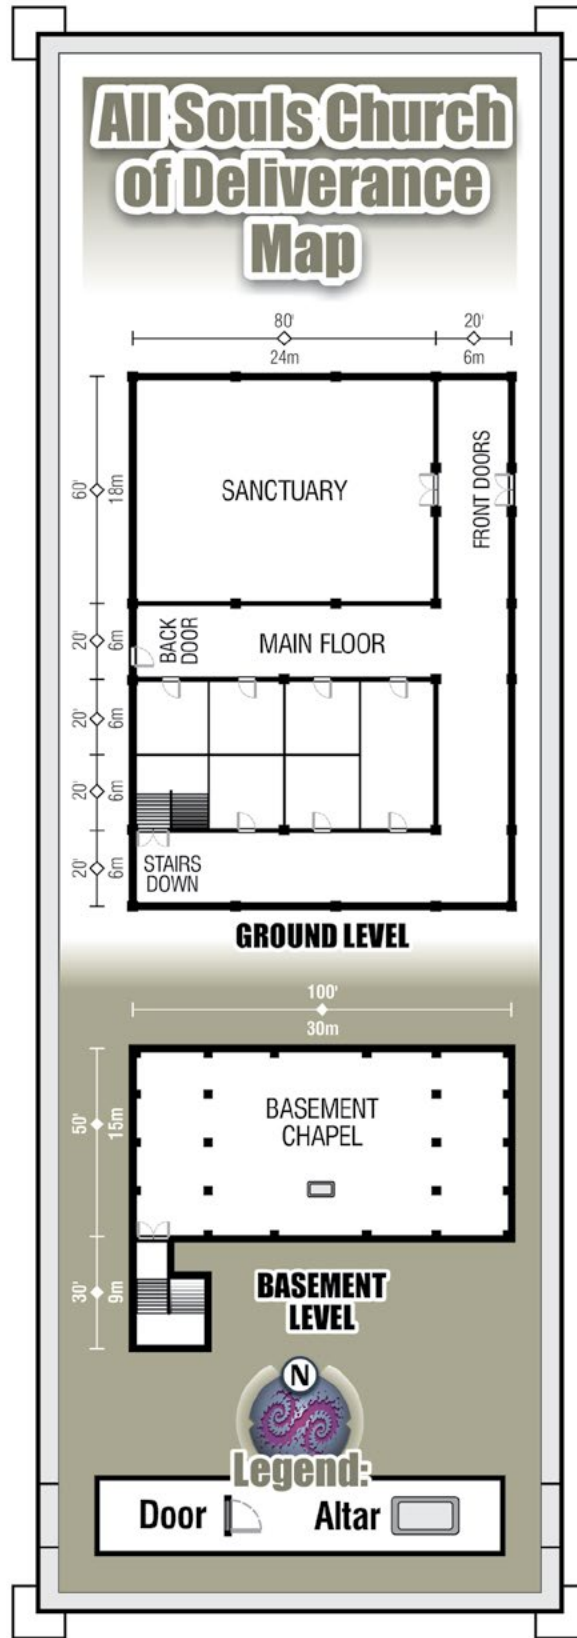 All Souls Church
of Deliverance
Map
80'
24m
20'
6m
60'
18m
SANCTUARY
FRONT DOORS
20'
6m
BACK
DOOR
MAIN FLOOR
20'
6m
20'
6m
20'
6m
STAIRS
DOWN
GROUND LEVEL
100'
30m
50'
15m
BASEMENT
CHAPEL
30'
9m
BASEMENT
LEVEL
N
Legend:
Door
Altar